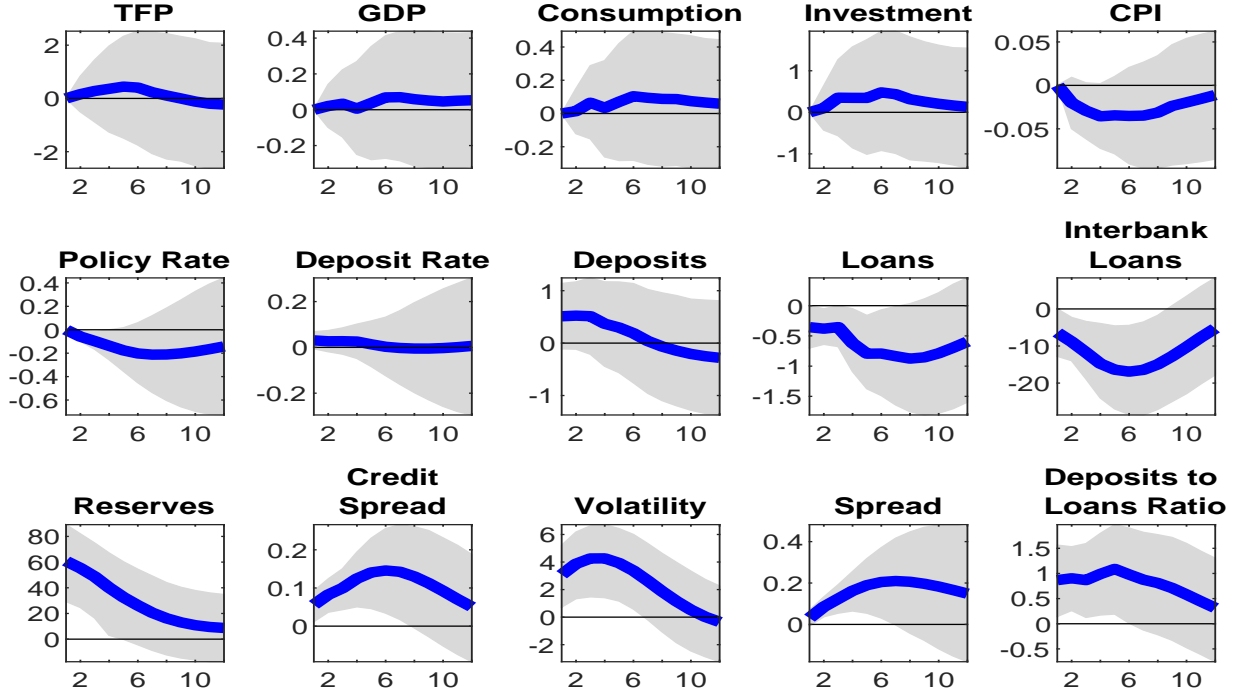 TFP
GDP
Consumption
Investment
CPI
2
0
-2
2 6 10
0.4
0.2
0
-0.2
2 6 10
0.4
0.2
0
-0.2
2 6 10
1
0
-1
2 6 10
0.05
0
-0.05
2 6 10
Policy Rate
Deposit Rate
Deposits
Loans
Interbank
Loans
0.4
0.2
0
-0.2
-0.4
-0.6
2 6 10
0.2
0
-0.2
2 6 10
1
0
-1
2 6 10
0
-0.5
-1
-1.5
2 6 10
0
-10
-20
2 6 10
Reserves
Credit
Spread
Volatility
Spread
Deposits to
Loans Ratio
80
60
40
20
0
2 6 10
0.2
0.1
0
2 6 10
6
4
2
0
-2
2 6 10
0.4
0.2
0
2 6 10
1.5
1
0.5
0
-0.5
2 6 10